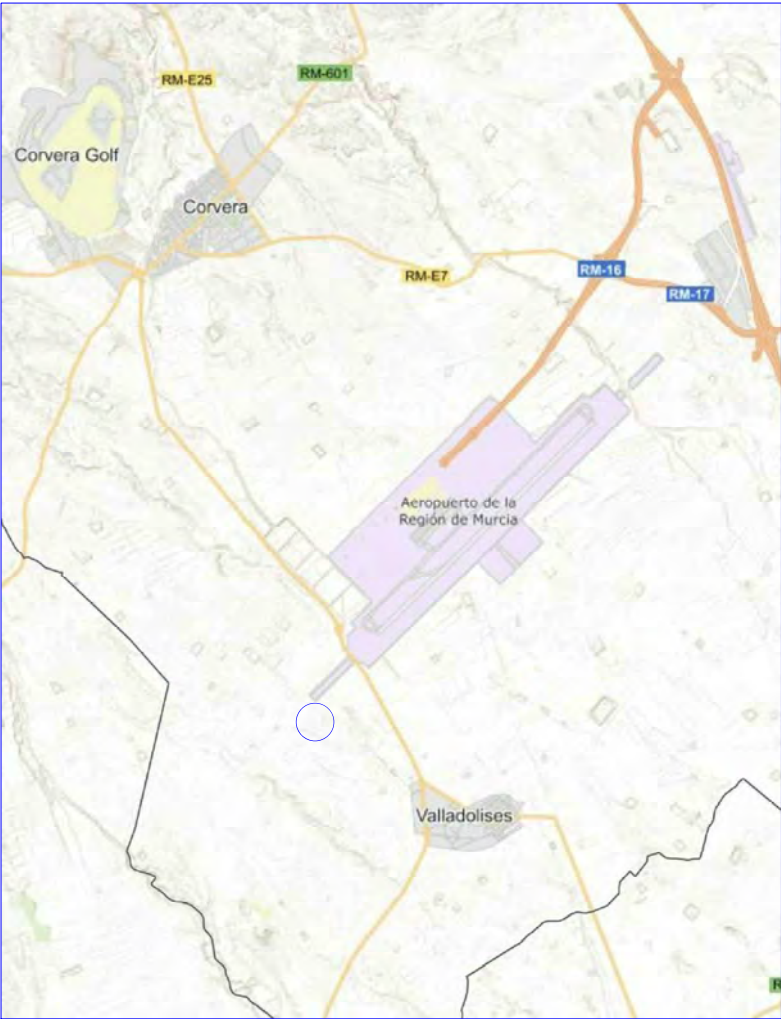 RM-E25
RM-601
Corvera Golf
Corvera
RM-E7
RM-16
RM-17
Aeropuerto de la
Región de Murcia
Valladolises
R